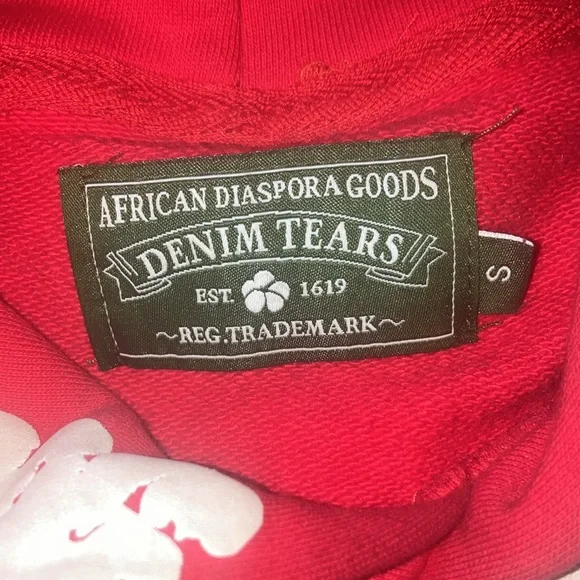 AFRICAN DIASPORA GOODS
DENIM TEARS
EST. 1619
~REG.TRADEMARK~
S